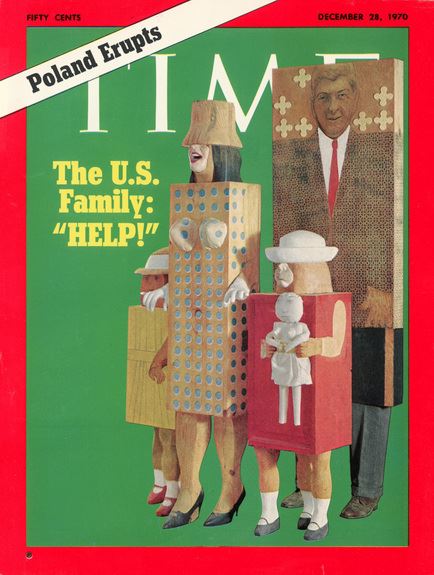 FIFTY CENTS
DECEMBER 28, 1970
Poland Erupts
TIME
The U.S.
Family:
“HELP!”